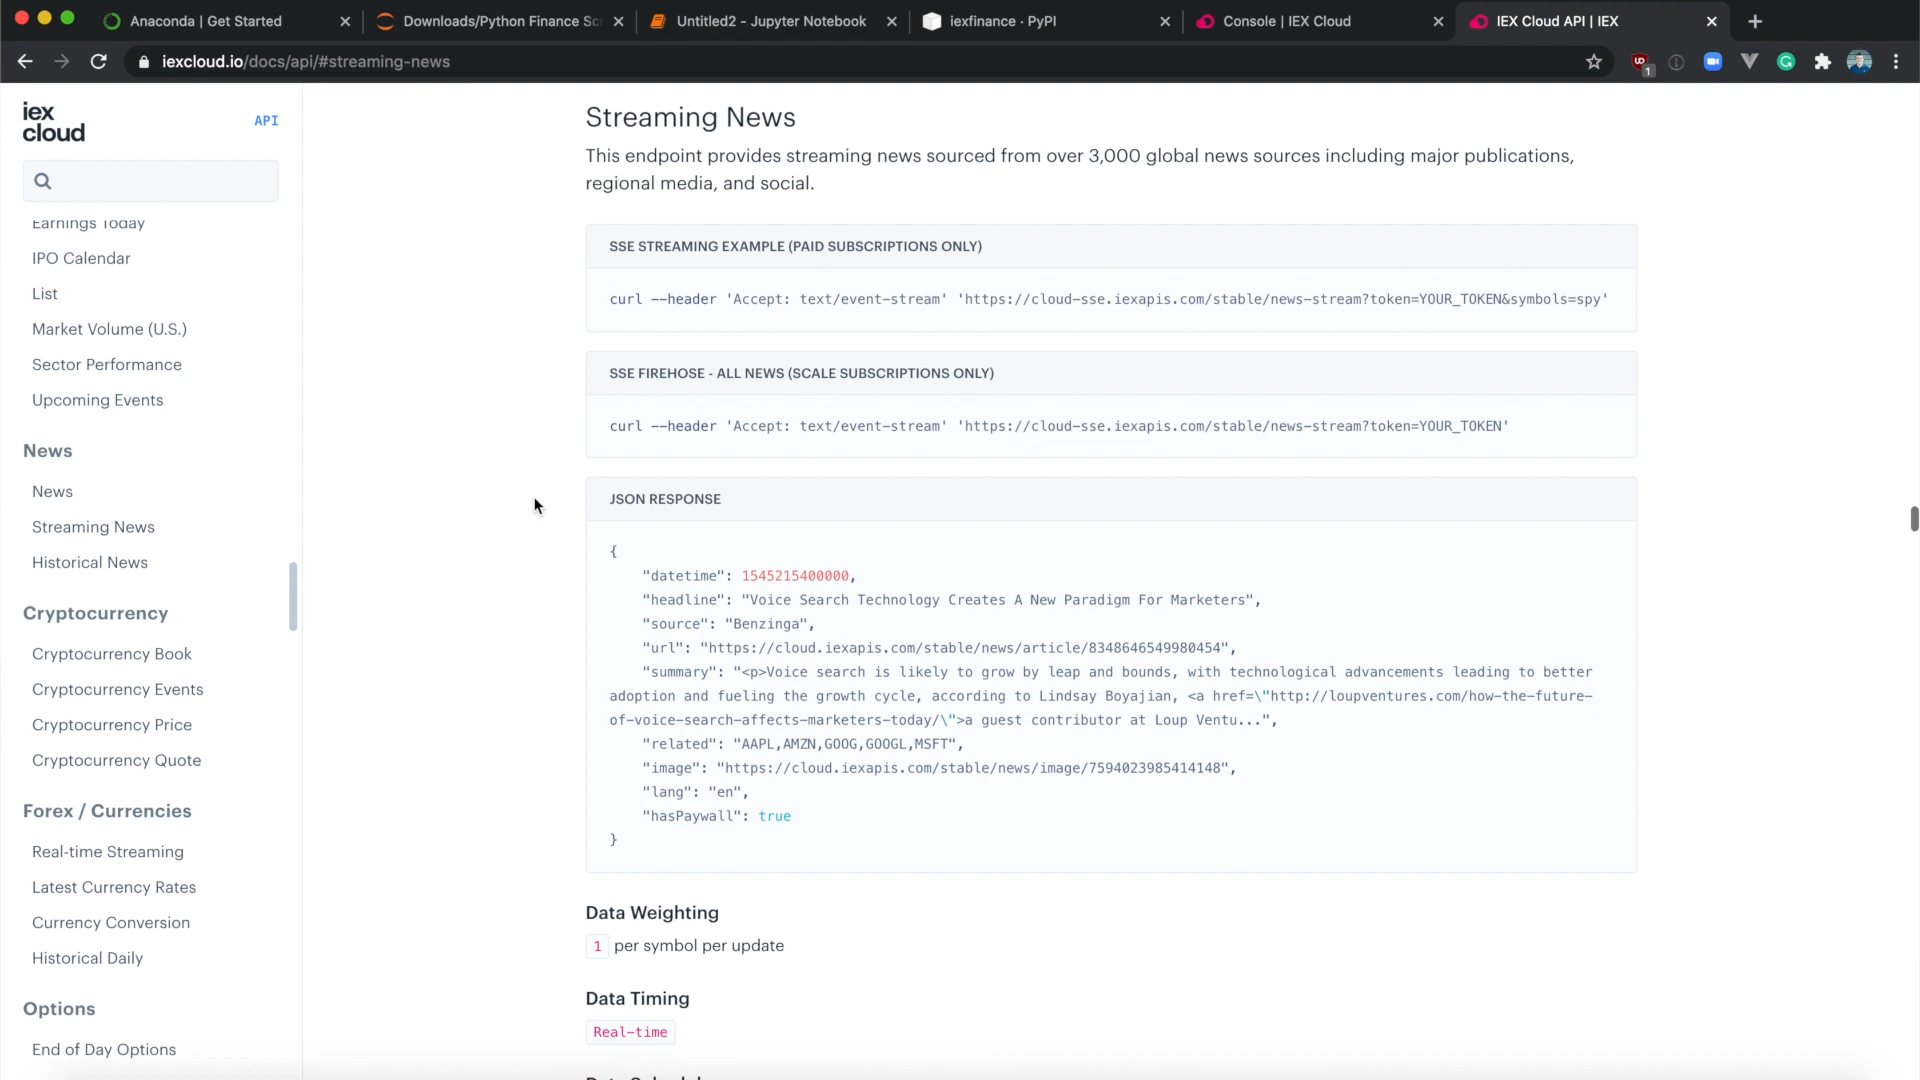 Anaconda | Get Started
Downloads/Python Finance Sc
Untitled2 - Jupyter Notebook
iexfinance · PyPI
Console | IEX Cloud
IEX Cloud API | IEX
iexcloud.io/docs/api/#streaming-news
1
iex
cloud
API
Earnings Today
IPO Calendar
List
Market Volume (U.S.)
Sector Performance
Upcoming Events
News
News
Streaming News
Historical News
Cryptocurrency
Cryptocurrency Book
Cryptocurrency Events
Cryptocurrency Price
Cryptocurrency Quote
Forex / Currencies
Real-time Streaming
Latest Currency Rates
Currency Conversion
Historical Daily
Options
End of Day Options
Streaming News
This endpoint provides streaming news sourced from over 3,000 global news sources including major publications,
regional media, and social.
SSE STREAMING EXAMPLE (PAID SUBSCRIPTIONS ONLY)
curl --header 'Accept: text/event-stream' 'https://cloud-sse.iexapis.com/stable/news-stream?token=YOUR_TOKEN&symbols=spy'
SSE FIREHOSE - ALL NEWS (SCALE SUBSCRIPTIONS ONLY)
curl --header 'Accept: text/event-stream' 'https://cloud-sse.iexapis.com/stable/news-stream?token=YOUR_TOKEN'
JSON RESPONSE
{
"datetime": 1545215400000,
"headline": "Voice Search Technology Creates A New Paradigm For Marketers",
"source": "Benzinga",
"url": "https://cloud.iexapis.com/stable/news/article/8348646549980454",
"summary": "<p>Voice search is likely to grow by leap and bounds, with technological advancements leading to better
adoption and fueling the growth cycle, according to Lindsay Boyajian, <a href=\"http://loupventures.com/how-the-future-
of-voice-search-affects-marketers-today/\">a guest contributor at Loup Ventu...",
"related": "AAPL,AMZN,GOOG,GOOGL,MSFT",
"image": "https://cloud.iexapis.com/stable/news/image/7594023985414148",
"lang": "en",
"hasPaywall": true
}
Data Weighting
1 per symbol per update
Data Timing
Real-time